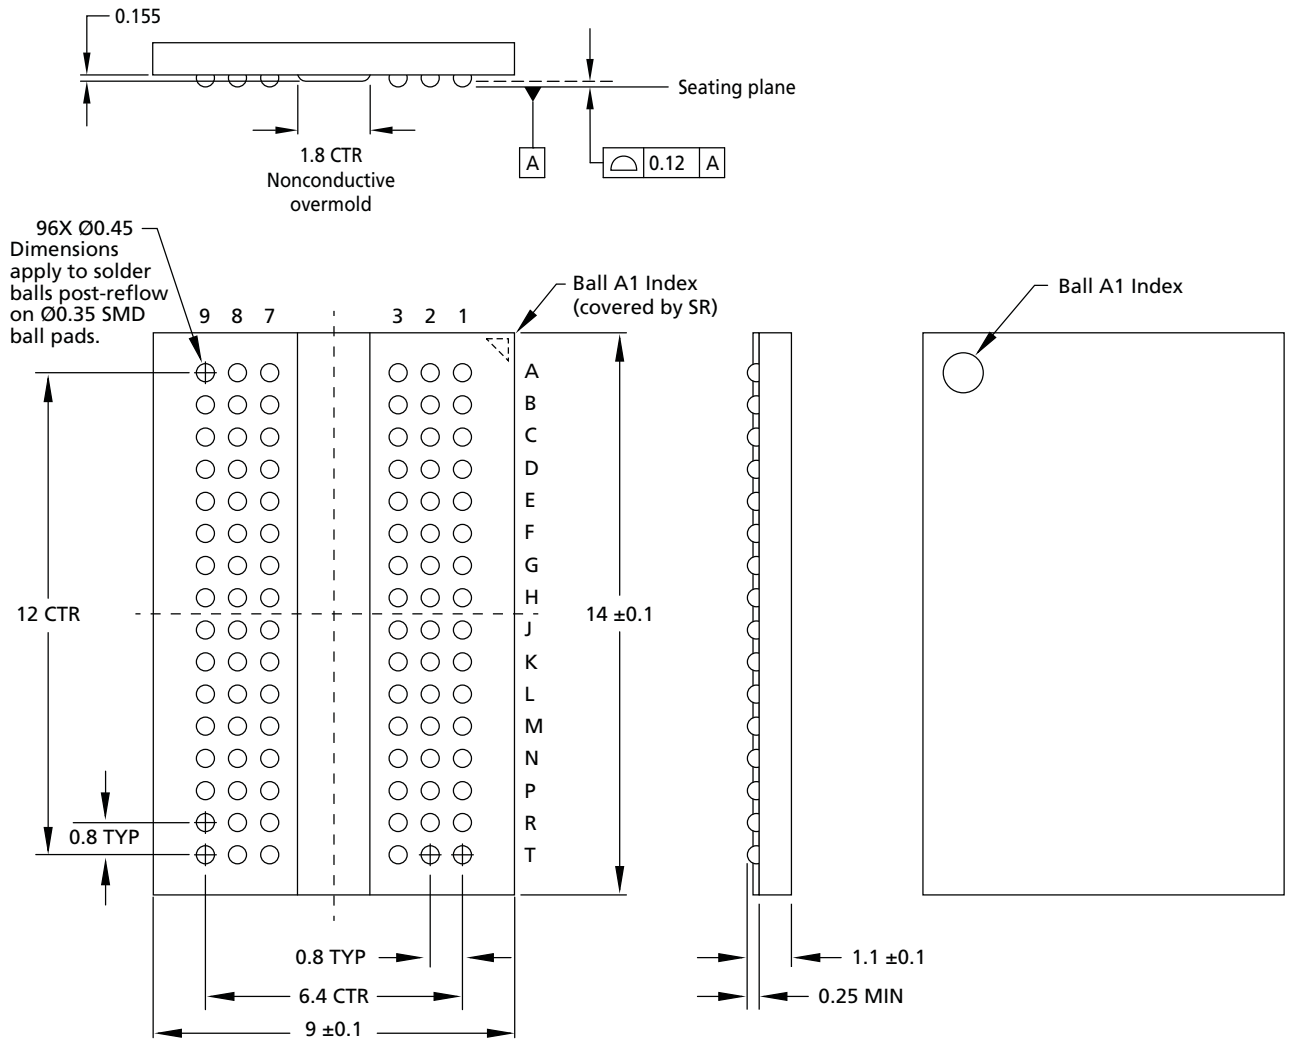 0.155
Seating plane
1.8 CTR
Nonconductive
overmold
A
0.12 A
96X Ø0.45
Dimensions
apply to solder
balls post-reflow
on Ø0.35 SMD
ball pads.
Ball A1 Index
(covered by SR)
Ball A1 Index
9 8 7 3 2 1
A
B
C
D
E
F
G
H
J
K
L
M
N
P
R
T
12 CTR
14 ±0.1
0.8 TYP
0.8 TYP
1.1 ±0.1
6.4 CTR
0.25 MIN
9 ±0.1